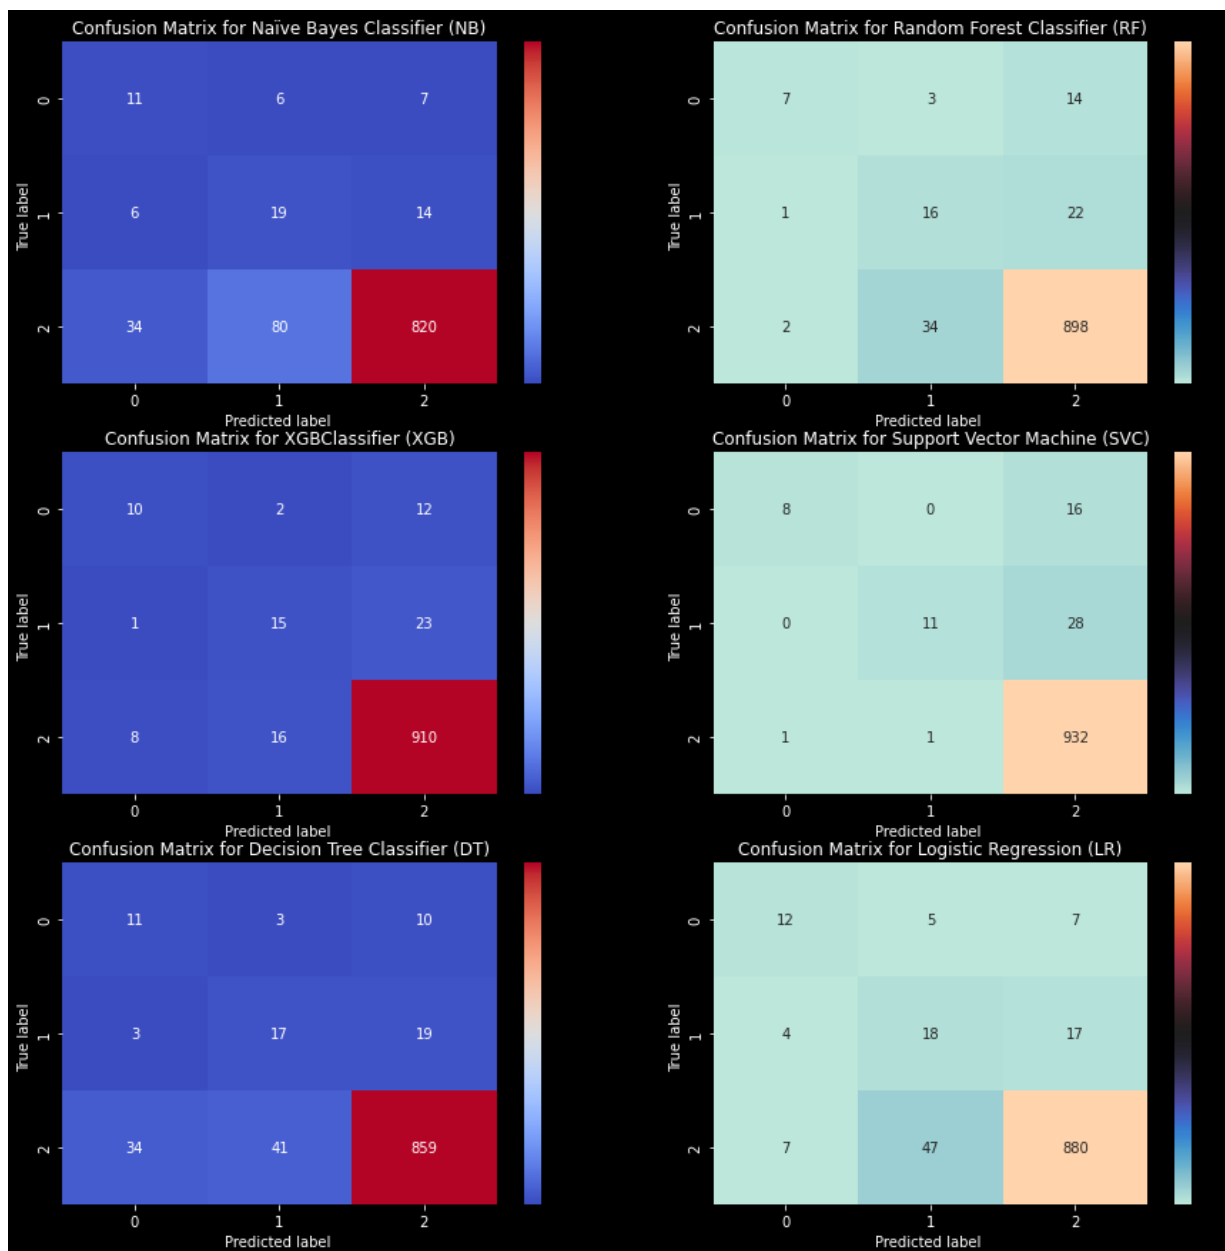 Confusion Matrix for Naïve Bayes Classifier (NB)
True label
0
11 6 7
1
6 19 14
2
34 80 820
0 1 2
Predicted label
Confusion Matrix for Random Forest Classifier (RF)
True label
0
7 3 14
1
1 16 22
2
2 34 898
0 1 2
Predicted label
Confusion Matrix for XGBClassifier (XGB)
True label
0
10 2 12
1
1 15 23
2
8 16 910
0 1 2
Predicted label
Confusion Matrix for Support Vector Machine (SVC)
True label
0
8 0 16
1
0 11 28
2
1 1 932
0 1 2
Predicted label
Confusion Matrix for Decision Tree Classifier (DT)
True label
0
11 3 10
1
3 17 19
2
34 41 859
0 1 2
Predicted label
Confusion Matrix for Logistic Regression (LR)
True label
0
12 5 7
1
4 18 17
2
7 47 880
0 1 2
Predicted label